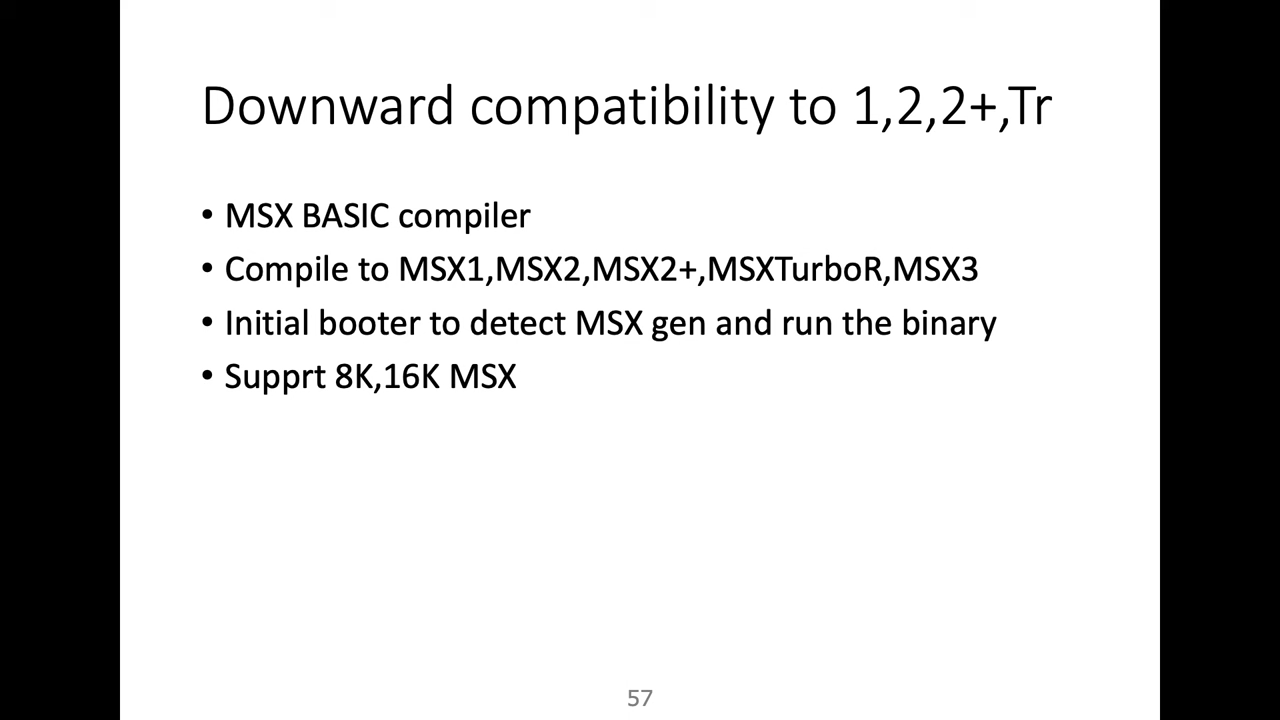 Downward compatibility to 1,2,2+,Tr
• MSX BASIC compiler
• Compile to MSX1,MSX2,MSX2+,MSXTurboR,MSX3
• Initial booter to detect MSX gen and run the binary
• Supprt 8K,16K MSX
57